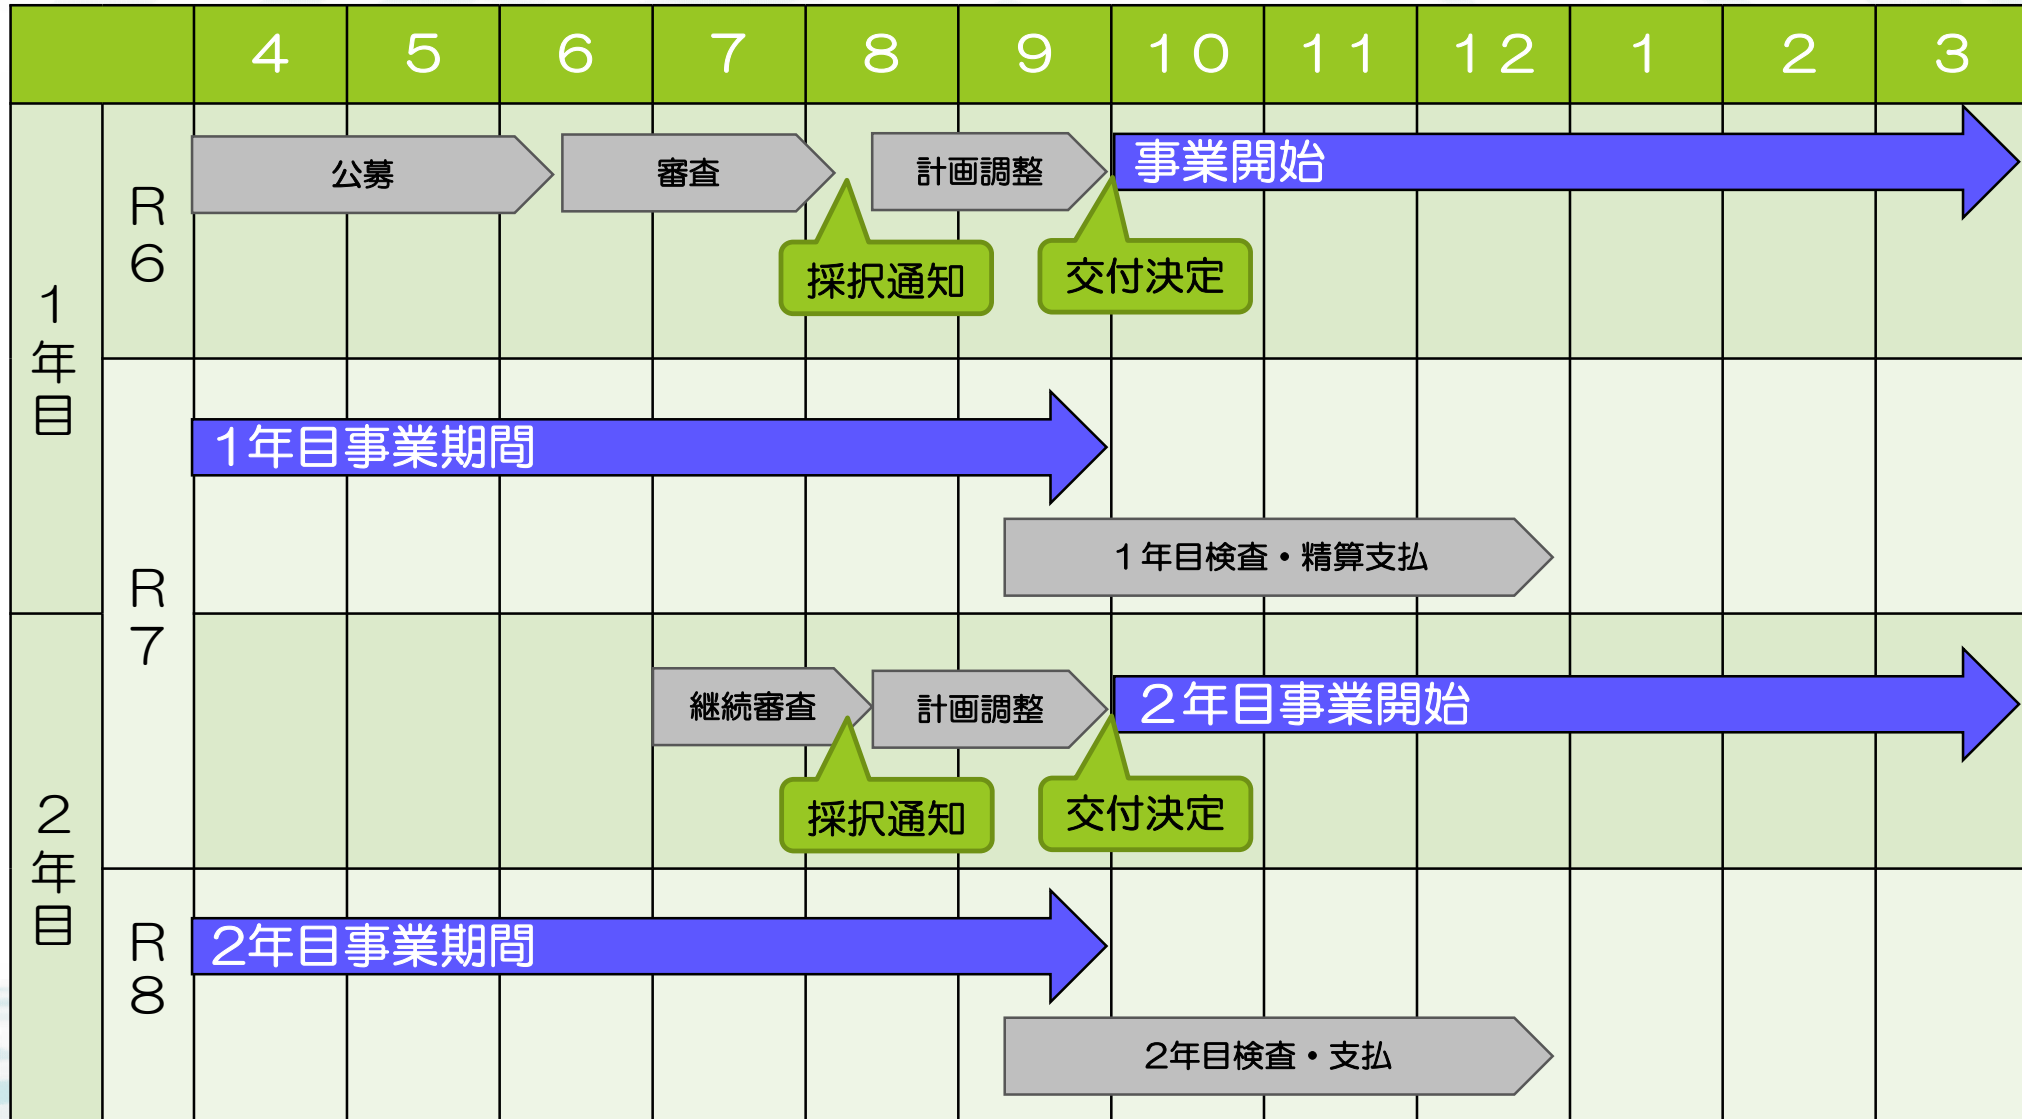 4 5 6 7 8 9 10 11 12 1 2 3
1年目
R6
公募
審査
計画調整
事業開始
採択通知
交付決定
R7
1年目事業期間
1年目検査・精算支払
2年目
継続審査
計画調整
2年目事業開始
採択通知
交付決定
R8
2年目事業期間
2年目検査・支払